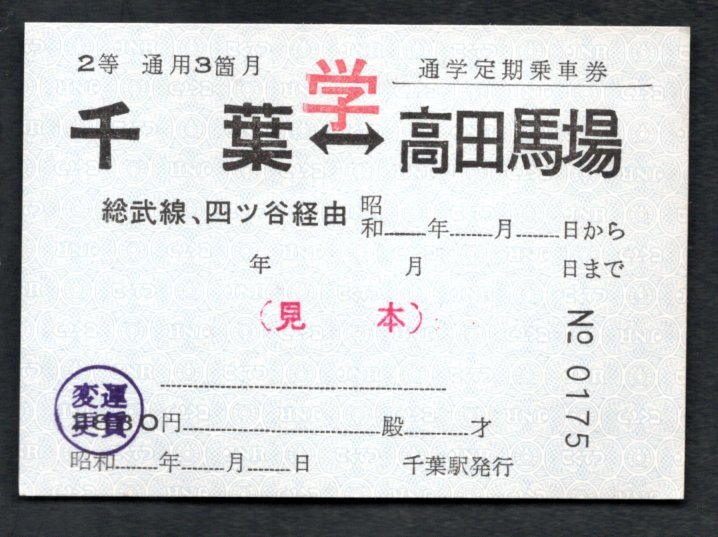 2等 通用3箇月
学
通学定期乗車券
千葉↔高田馬場
総武線、四ツ谷経由
昭和 年 月 日から
年 月 日まで
(見 本)
№ 0175
運賃変更
円 殿 才
昭和 年 月 日
千葉駅発行